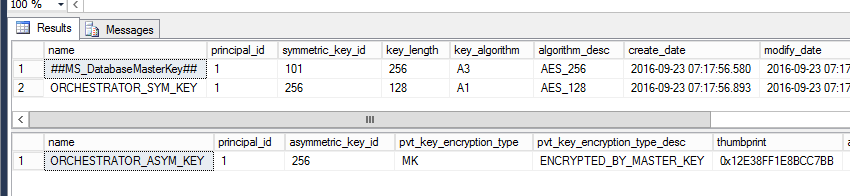 100 %
Results Messages
name principal_id symmetric_key_id key_length key_algorithm algorithm_desc create_date modify_date
1 ##MS_DatabaseMasterKey## 1 101 256 A3 AES_256 2016-09-23 07:17:56.580 2016-09-23 07:17
2 ORCHESTRATOR_SYM_KEY 1 256 128 A1 AES_128 2016-09-23 07:17:56.893 2016-09-23 07:17
name principal_id asymmetric_key_id pvt_key_encryption_type pvt_key_encryption_type_desc thumbprint a
1 ORCHESTRATOR_ASYM_KEY 1 256 MK ENCRYPTED_BY_MASTER_KEY 0x12E38FF1E8BCC7BB